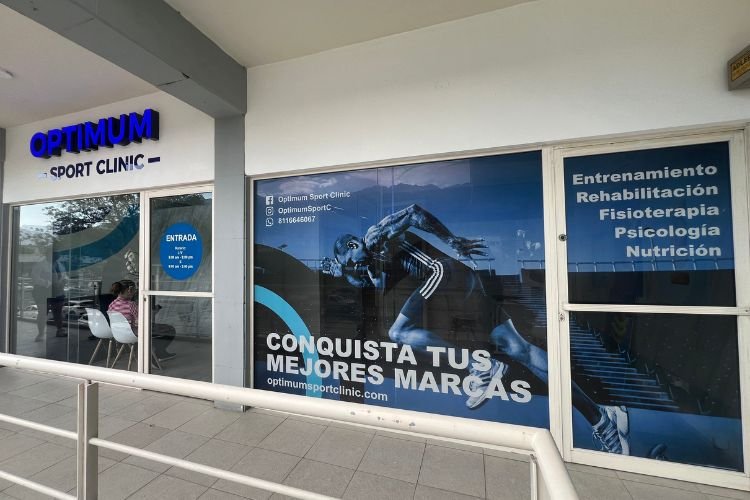 OPTIMUM
SPORT CLINIC
ENTRADA
Optimum Sport Clinic
OptimumSportC
8116646067
CONQUISTA TUS
MEJORES MARCAS
optimumsportclinic.com
Entrenamiento
Rehabilitación
Fisioterapia
Psicología
Nutrición